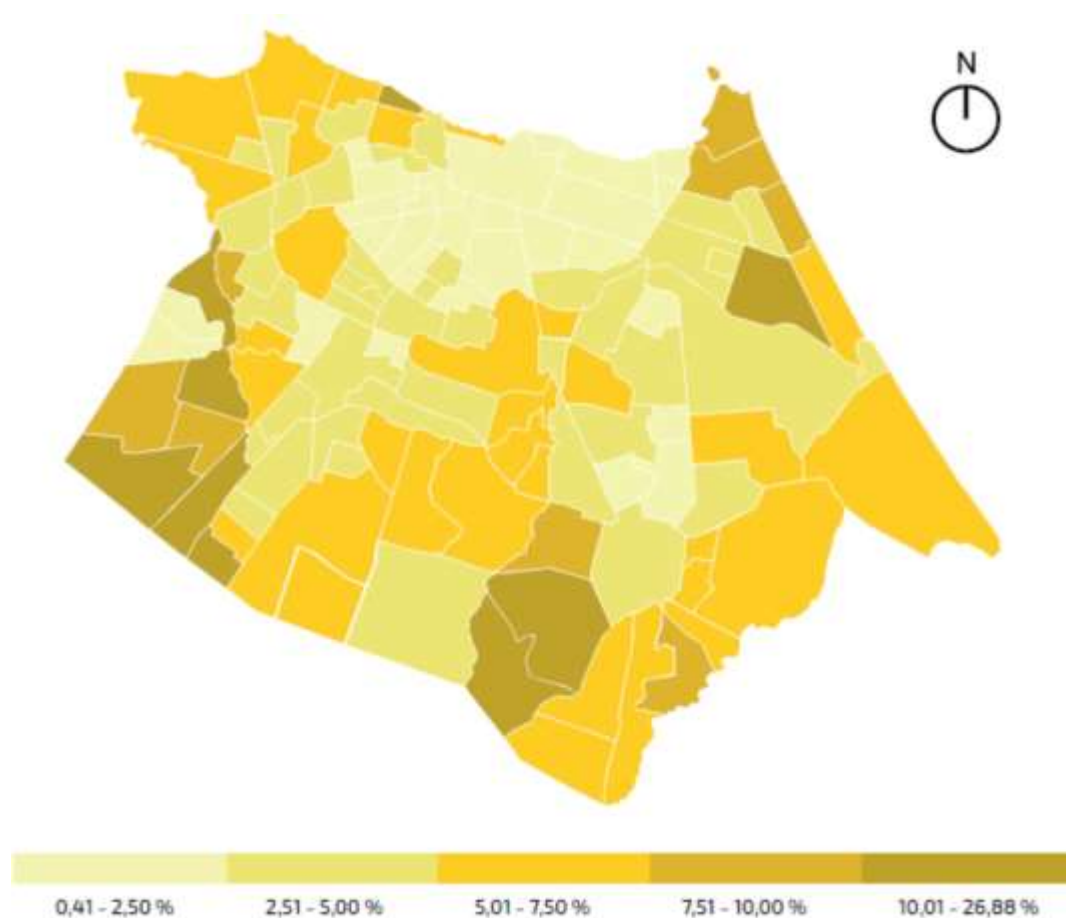 N
0,41 - 2,50 %
2,51 - 5,00 %
5,01 - 7,50 %
7,51 - 10,00 %
10,01 - 26,88 %